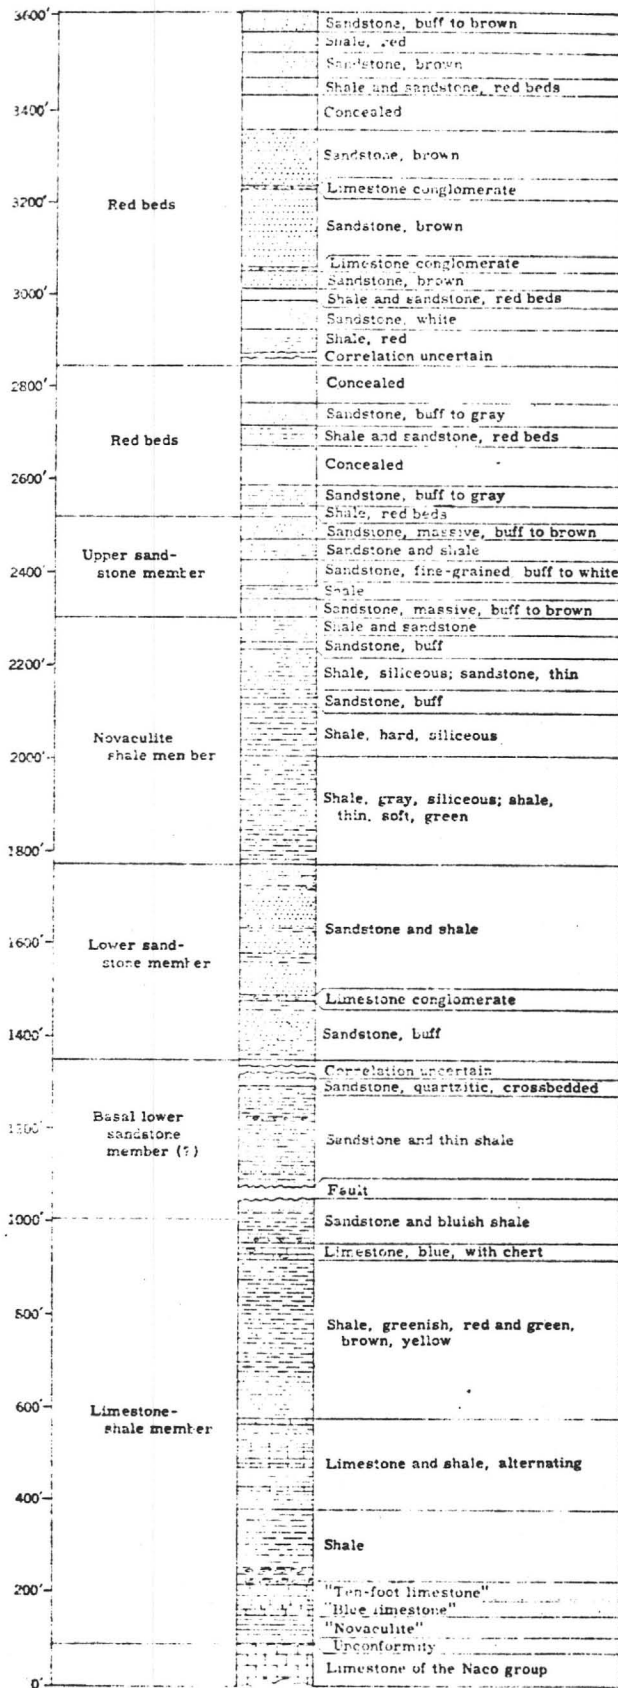 3600'
3400'
3200'
3000'
2800'
2600'
2400'
2200'
2000'
1800'
1600'
1400'
1200'
1000'
800'
600'
400'
200'
0'
Red beds
Red beds
Upper sand-
stone member
Novaculite
shale member
Lower sand-
stone member
Basal lower
sandstone
member (?)
Limestone-
shale member
Sandstone, buff to brown
Shale, red
Sandstone, brown
Shale and sandstone, red beds
Concealed
Sandstone, brown
Limestone conglomerate
Sandstone, brown
Limestone conglomerate
Sandstone, brown
Shale and sandstone, red beds
Sandstone, white
Shale, red
Correlation uncertain
Concealed
Sandstone, buff to gray
Shale and sandstone, red beds
Concealed
Sandstone, buff to gray
Shale, red beds
Sandstone, massive, buff to brown
Sandstone and shale
Sandstone, fine-grained buff to white
Shale
Sandstone, massive, buff to brown
Shale and sandstone
Sandstone, buff
Shale, siliceous; sandstone, thin
Sandstone, buff
Shale, hard, siliceous
Shale, gray, siliceous; shale,
thin, soft, green
Sandstone and shale
Limestone conglomerate
Sandstone, buff
Correlation uncertain
Sandstone, quartzitic, crossbedded
Sandstone and thin shale
Fault
Sandstone and bluish shale
Limestone, blue, with chert
Shale, greenish, red and green,
brown, yellow
Limestone and shale, alternating
Shale
"Ten-foot limestone"
"Blue limestone"
"Novaculite"
Unconformity
Limestone of the Naco group